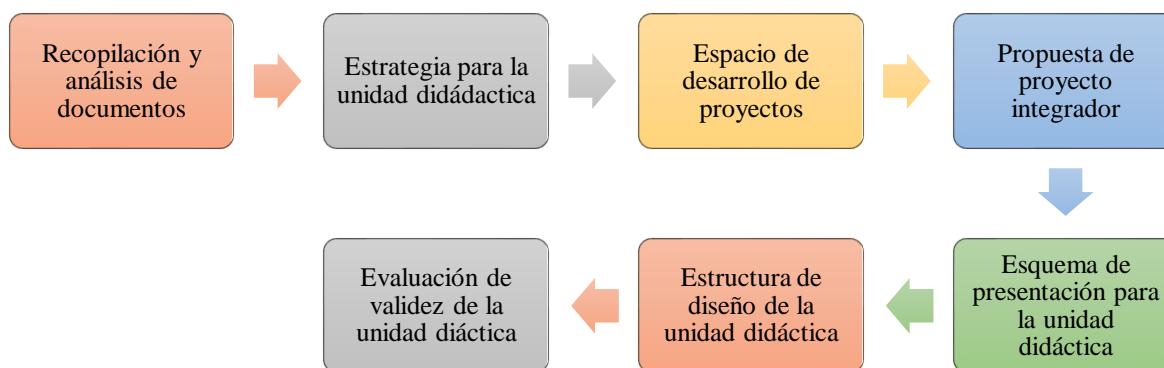 Recopilación y
análisis de
documentos
Estrategia para la
unidad didádactica
Espacio de
desarrollo de
proyectos
Propuesta de
proyecto
integrador
Esquema de
presentación para
la unidad
didáctica
Estructura de
diseño de la
unidad didáctica
Evaluación de
validez de la
unidad diáctica